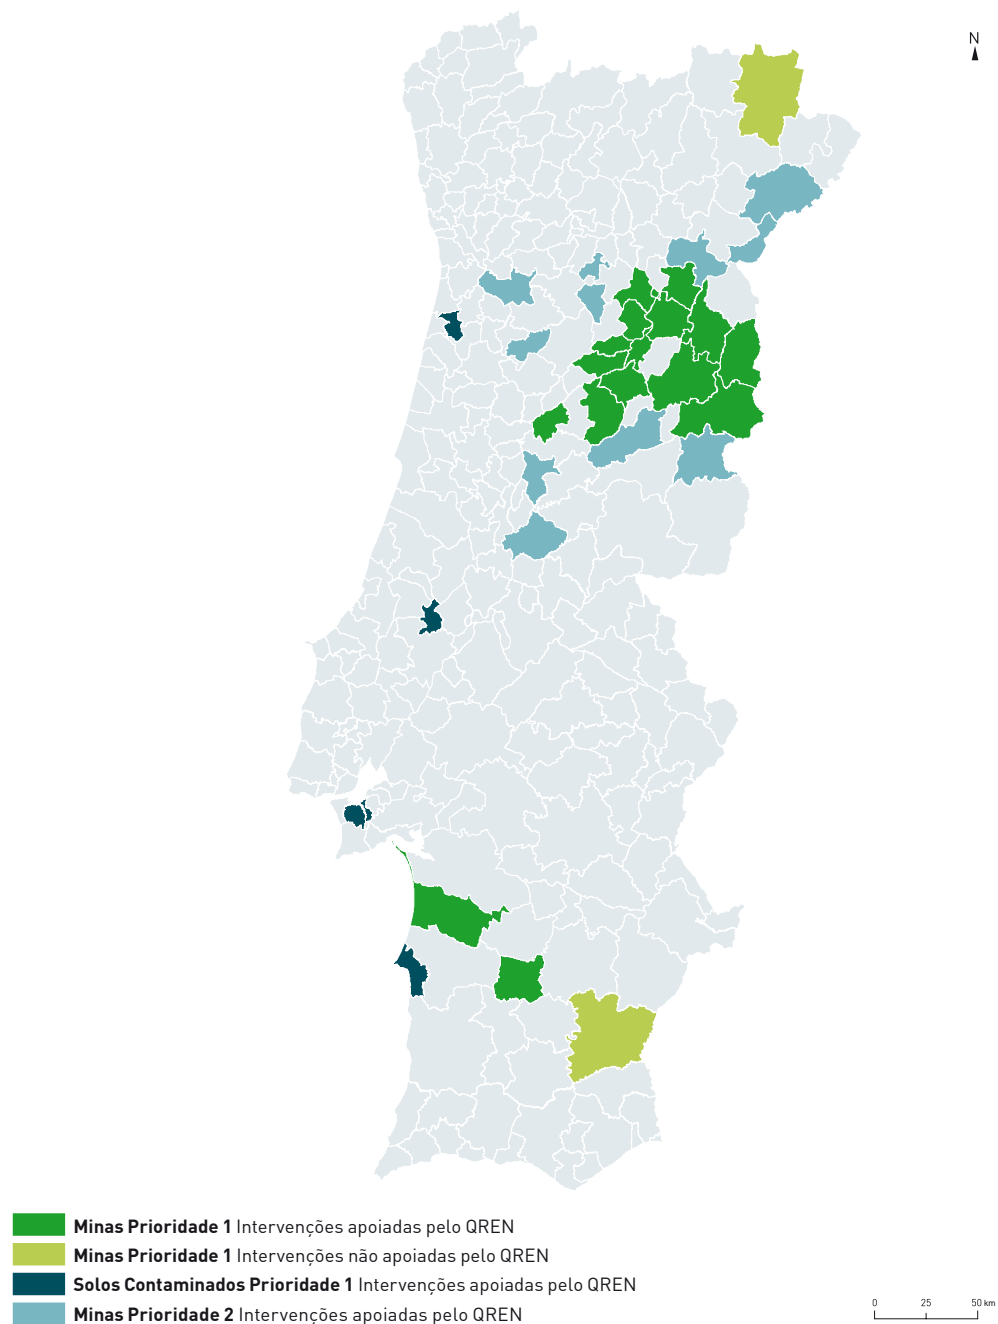 N
Minas Prioridade 1 Intervenções apoiadas pelo QREN
Minas Prioridade 1 Intervenções não apoiadas pelo QREN
Solos Contaminados Prioridade 1 Intervenções apoiadas pelo QREN
Minas Prioridade 2 Intervenções apoiadas pelo QREN
0 25 50 km